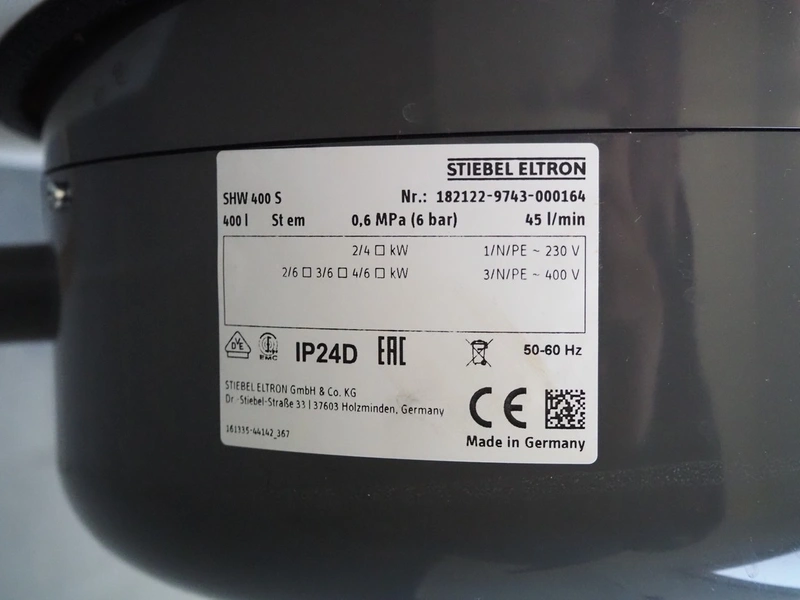 STIEBEL ELTRON
SHW 400 S Nr.: 182122-9743-000164
400 l St em 0,6 MPa (6 bar) 45 l/min
2/4 □ kW 1/N/PE ~ 230 V
2/6 □ 3/6 □ 4/6 □ kW 3/N/PE ~ 400 V
DVE EMC IP24D EAC 50-60 Hz
STIEBEL ELTRON GmbH & Co. KG
Dr.-Stiebel-Straße 33 | 37603 Holzminden, Germany
CE
161335-44142_367
Made in Germany